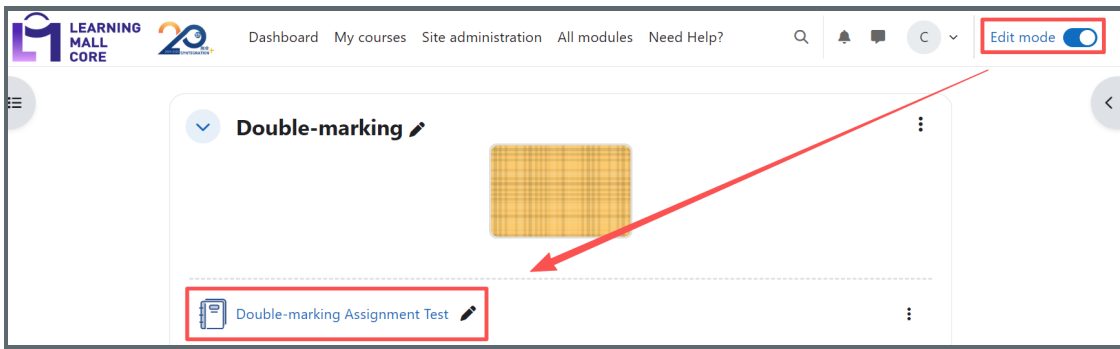 LEARNING
MALL
CORE
20
Dashboard My courses Site administration All modules Need Help?
C
Edit mode
Double-marking
Double-marking Assignment Test